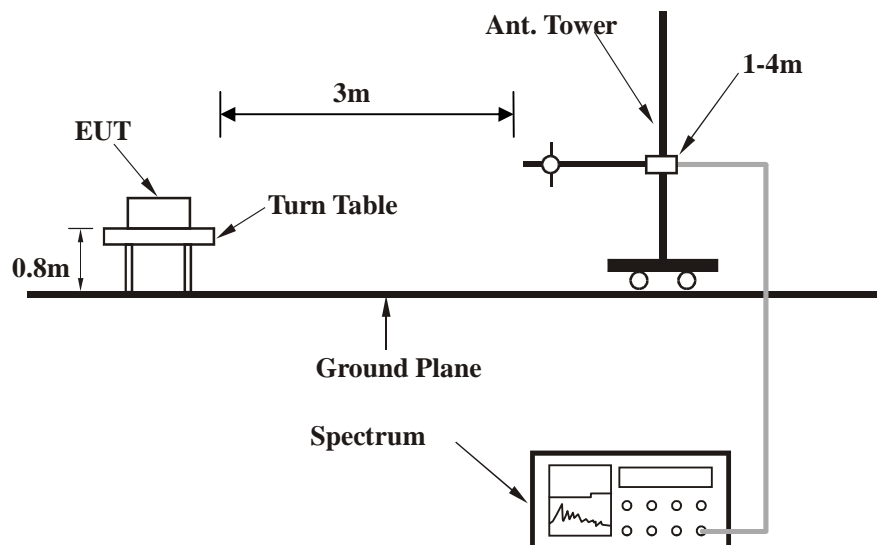 Ant. Tower
1-4m
3m
EUT
Turn Table
0.8m
Ground Plane
Spectrum